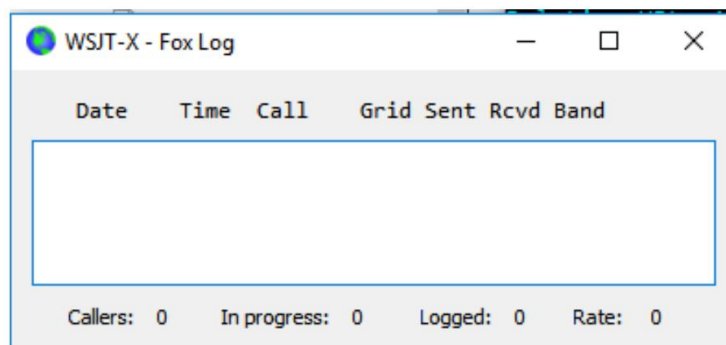 WSJT-X - Fox Log
Date Time Call Grid Sent Rcvd Band
Callers: 0 In progress: 0 Logged: 0 Rate: 0